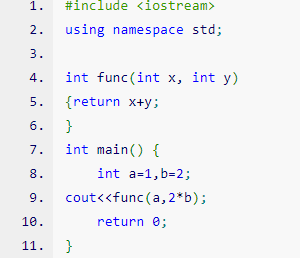 1. #include <iostream>
2. using namespace std;
3.
4. int func(int x, int y)
5. {return x+y;
6. }
7. int main() {
8.     int a=1,b=2;
9. cout<<func(a,2*b);
10.     return 0;
11. }